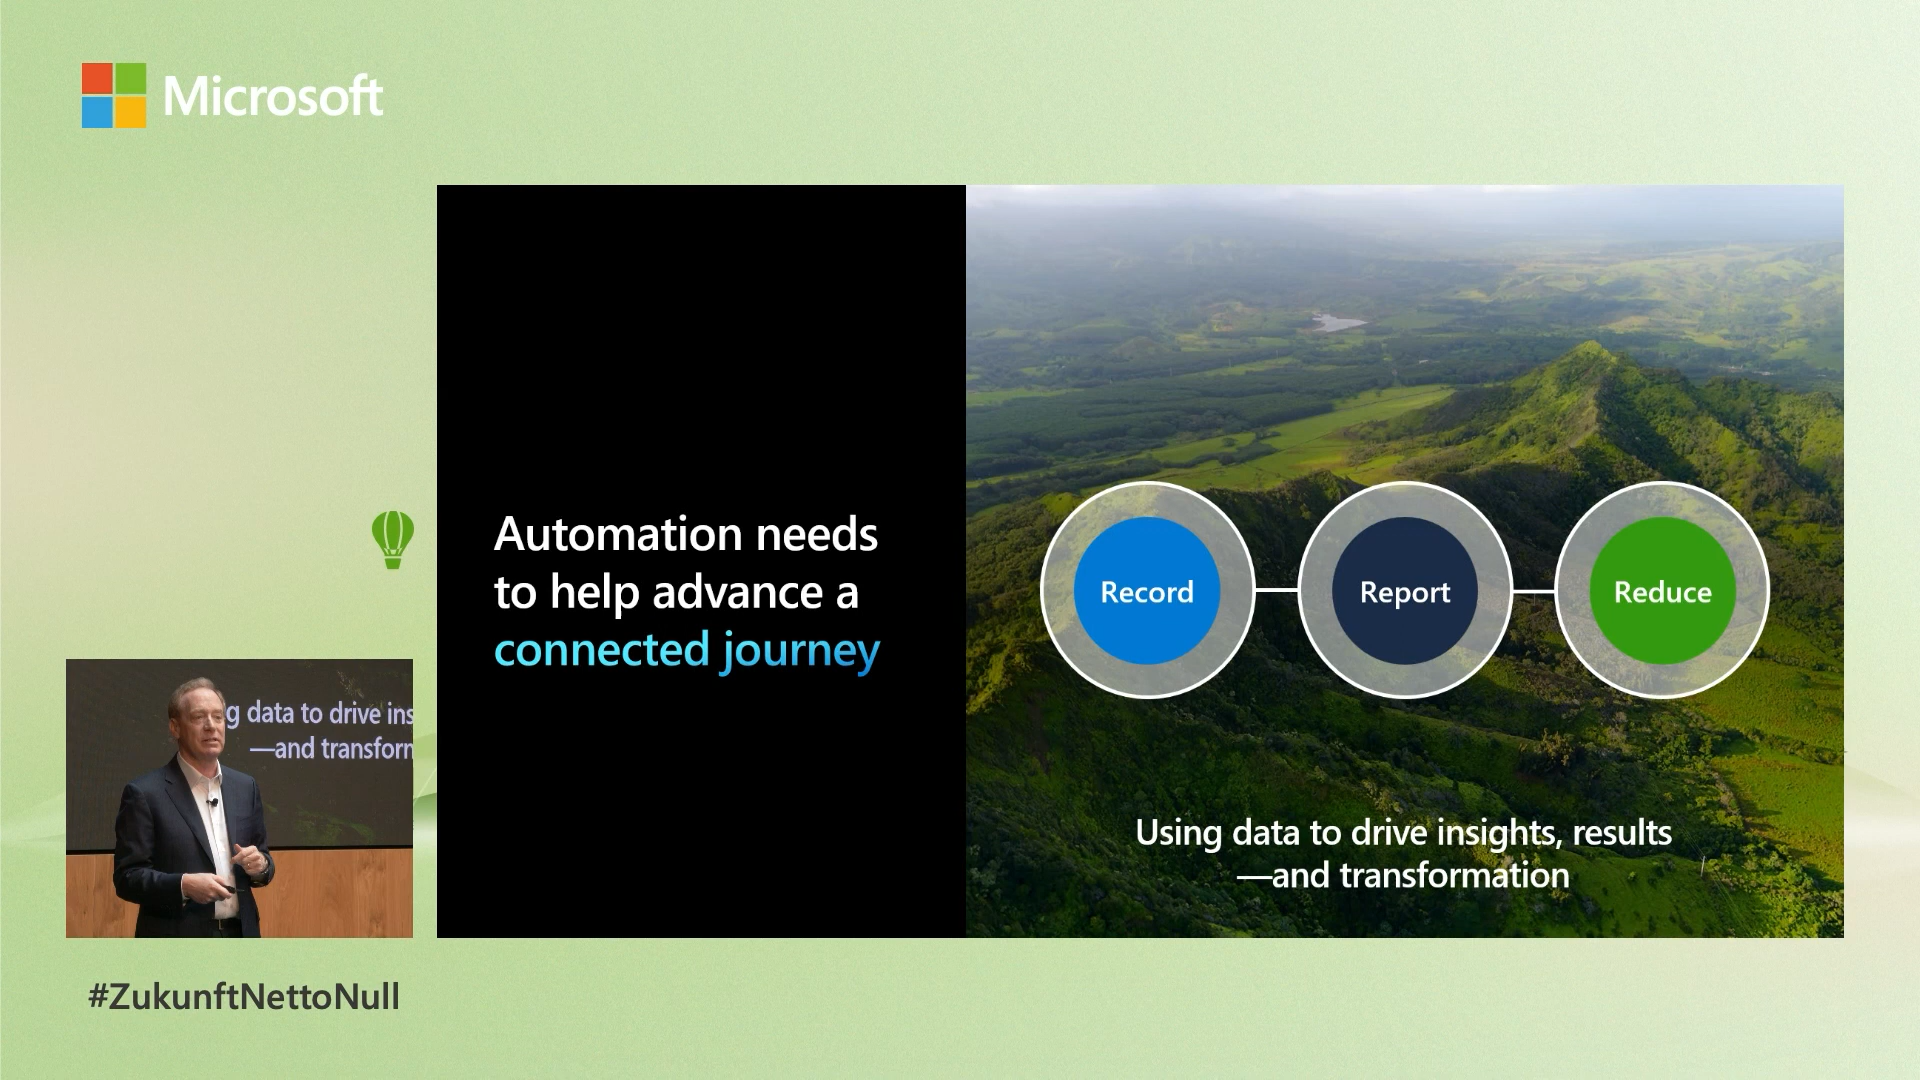 Microsoft
Automation needs
to help advance a
connected journey
Record
Report
Reduce
Using data to drive insights, results
—and transformation
g data to drive ins
—and transform
#ZukunftNettoNull